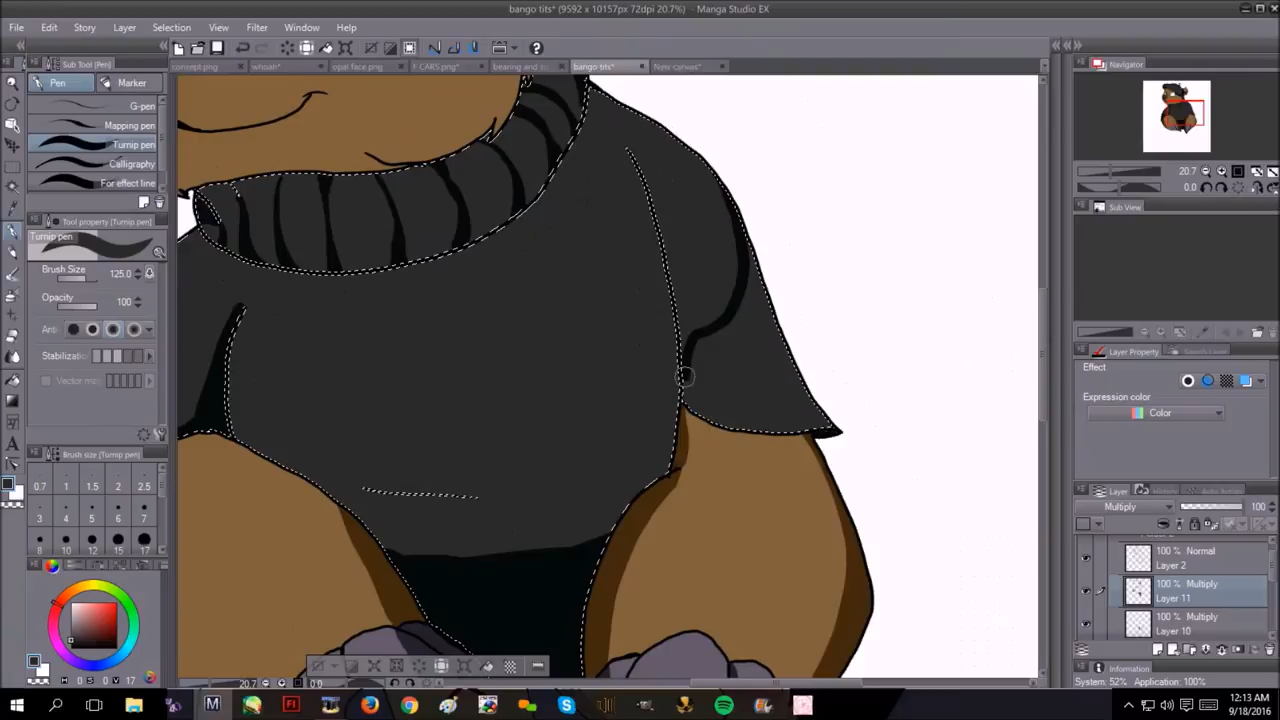 bango tits* (9592 x 10157px 72dpi 20.7%) - Manga Studio EX
File Edit Story Layer Selection View Filter Window Help
Sub Tool [Pen]
concept.png whoah* opal face.png F.CARS.png* bearing and bango tits* New canvas*
Navigator
Pen Marker
G-pen
Mapping pen
Turnip pen
Calligraphy
For effect line
20.7
0.0
Sub View
Tool property [Turnip pen]
Turnip pen
Brush Size 125.0
Opacity 100
Anti
Stabilization
Vector ma
Layer Property
Effect
Expression color
Color
Brush size [Turnip pen]
0.7 1 1.5 2 2.5
3 4 5 6 7
8 10 12 15 17
Layer
Multiply 100
100 % Normal
Layer 2
100 % Multiply
Layer 11
100 % Multiply
Layer 10
Information
H 0 S 0 V 17
20.7 0.0
System: 52% Application: 100%
12:13 AM
9/18/2016